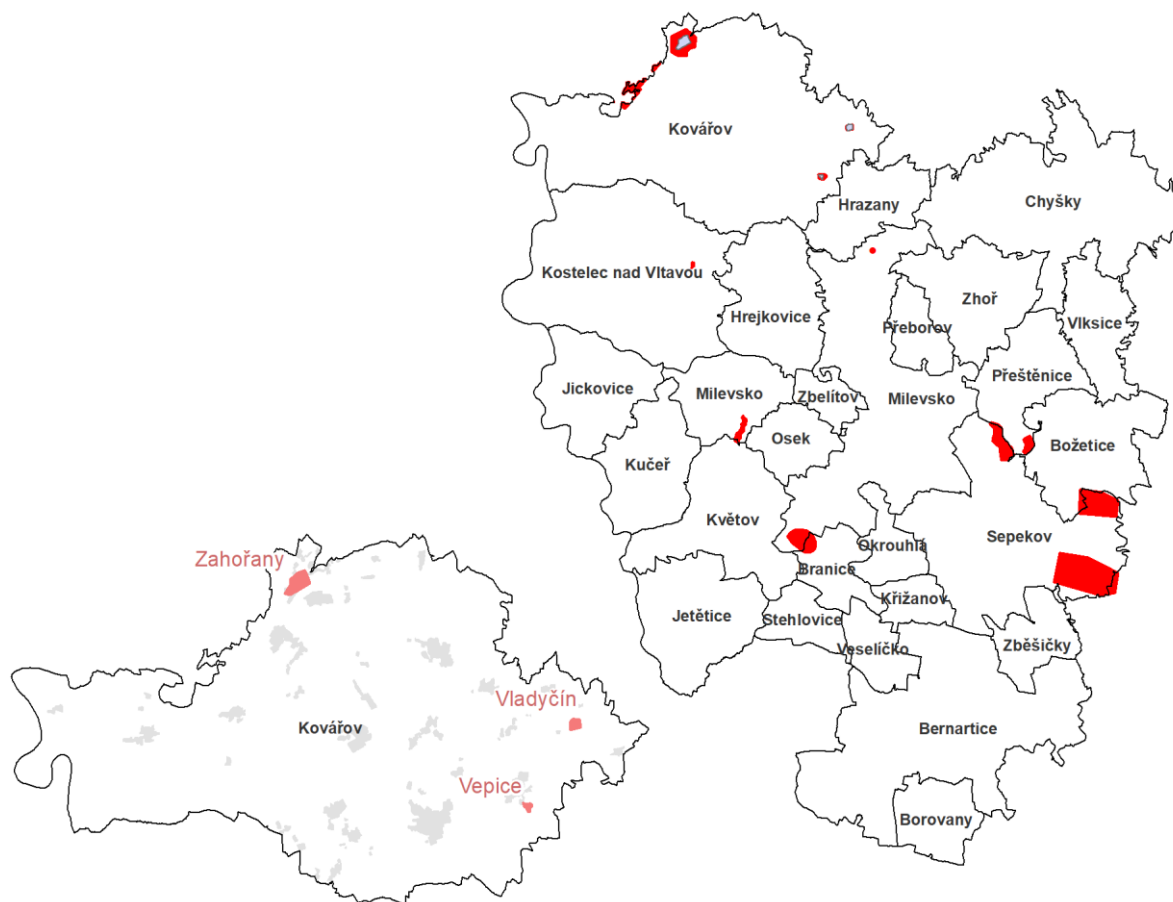 Kovářov
Hrazany
Chyšky
Kostelec nad Vltavou
Hrejkovice
Zhoř
Přeborov
Vlksice
Přeštěnice
Jickovice
Milevsko
Zbelítov
Milevsko
Osek
Božetice
Kučeř
Květov
Sepekov
Okrouhlá
Branice
Křižanov
Jetětice
Stehlovice
Veselíčko
Zběšičky
Bernartice
Borovany
Zahořany
Vladyčín
Kovářov
Vepice